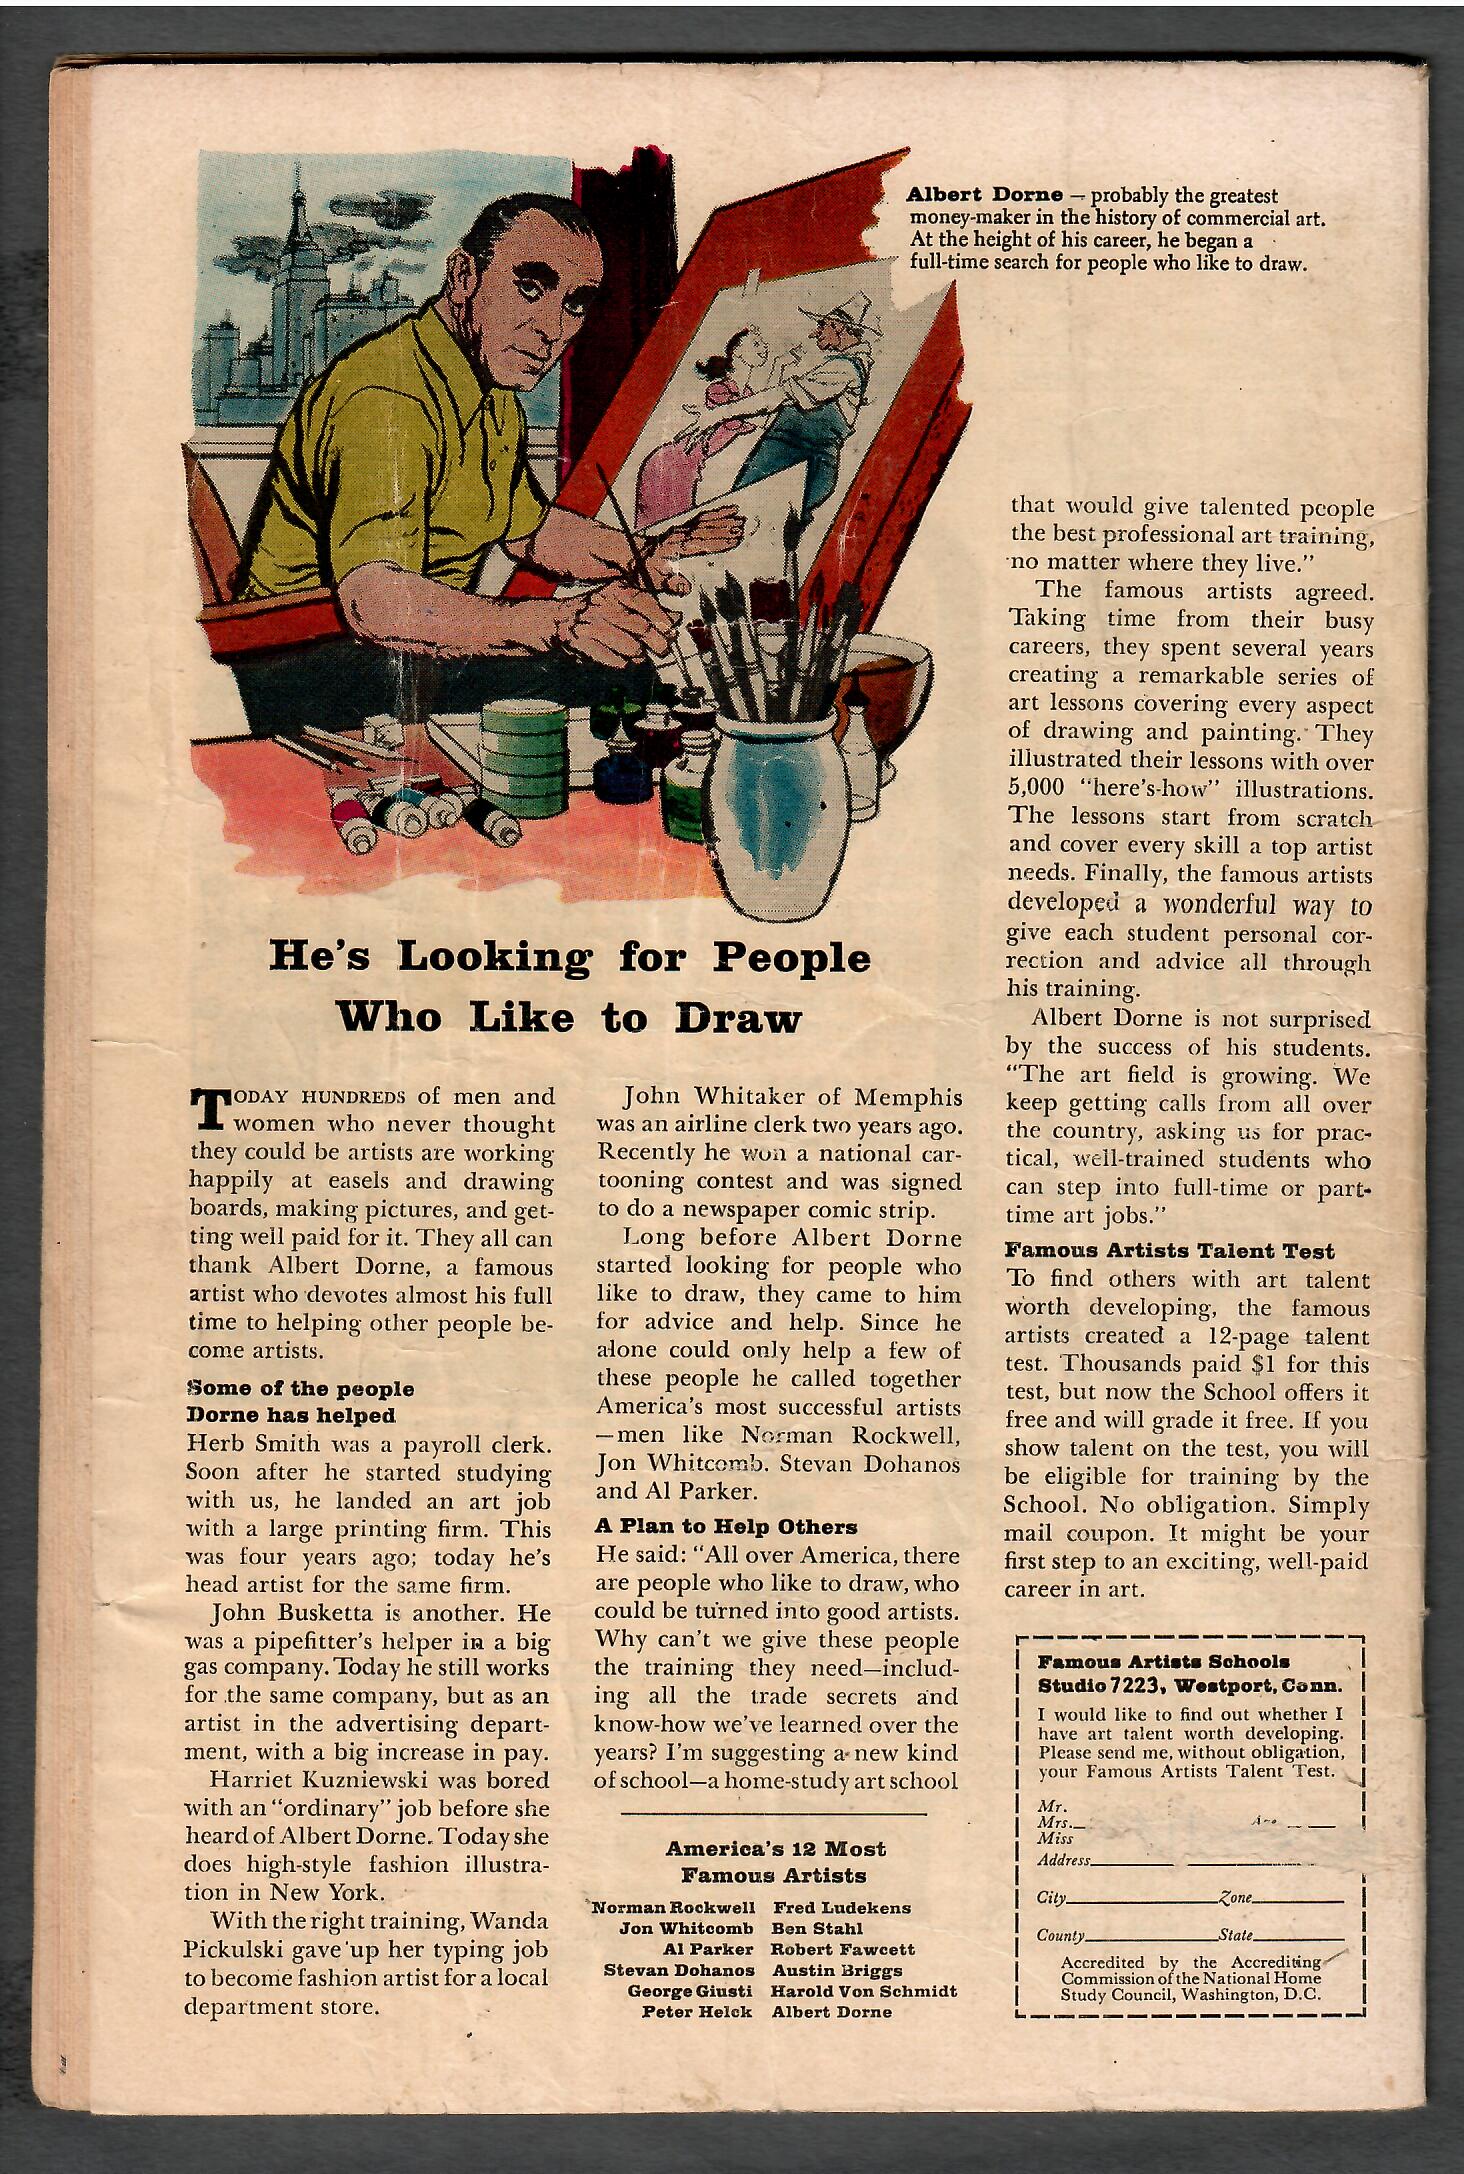 Albert Dorne — probably the greatest
money-maker in the history of commercial art.
At the height of his career, he began a
full-time search for people who like to draw.
He's Looking for People
Who Like to Draw
TODAY HUNDREDS of men and
women who never thought
they could be artists are working
happily at easels and drawing
boards, making pictures, and get-
ting well paid for it. They all can
thank Albert Dorne, a famous
artist who devotes almost his full
time to helping other people be-
come artists.
Some of the people
Dorne has helped
Herb Smith was a payroll clerk.
Soon after he started studying
with us, he landed an art job
with a large printing firm. This
was four years ago; today he's
head artist for the same firm.
John Busketta is another. He
was a pipefitter's helper in a big
gas company. Today he still works
for the same company, but as an
artist in the advertising depart-
ment, with a big increase in pay.
Harriet Kuzniewski was bored
with an "ordinary" job before she
heard of Albert Dorne. Today she
does high-style fashion illustra-
tion in New York.
With the right training, Wanda
Pickulski gave up her typing job
to become fashion artist for a local
department store.
John Whitaker of Memphis
was an airline clerk two years ago.
Recently he won a national car-
tooning contest and was signed
to do a newspaper comic strip.
Long before Albert Dorne
started looking for people who
like to draw, they came to him
for advice and help. Since he
alone could only help a few of
these people he called together
America's most successful artists
—men like Norman Rockwell,
Jon Whitcomb. Stevan Dohanos
and Al Parker.
A Plan to Help Others
He said: "All over America, there
are people who like to draw, who
could be turned into good artists.
Why can't we give these people
the training they need—includ-
ing all the trade secrets and
know-how we've learned over the
years? I'm suggesting a new kind
of school—a home-study art school
America's 12 Most
Famous Artists
Norman Rockwell Fred Ludekens
Jon Whitcomb Ben Stahl
Al Parker Robert Fawcett
Stevan Dohanos Austin Briggs
George Giusti Harold Von Schmidt
Peter Helck Albert Dorne
that would give talented people
the best professional art training,
no matter where they live."
The famous artists agreed.
Taking time from their busy
careers, they spent several years
creating a remarkable series of
art lessons covering every aspect
of drawing and painting. They
illustrated their lessons with over
5,000 "here's-how" illustrations.
The lessons start from scratch
and cover every skill a top artist
needs. Finally, the famous artists
developed a wonderful way to
give each student personal cor-
rection and advice all through
his training.
Albert Dorne is not surprised
by the success of his students.
"The art field is growing. We
keep getting calls from all over
the country, asking us for prac-
tical, well-trained students who
can step into full-time or part-
time art jobs."
Famous Artists Talent Test
To find others with art talent
worth developing, the famous
artists created a 12-page talent
test. Thousands paid $1 for this
test, but now the School offers it
free and will grade it free. If you
show talent on the test, you will
be eligible for training by the
School. No obligation. Simply
mail coupon. It might be your
first step to an exciting, well-paid
career in art.
Famous Artists Schools
Studio 7223, Westport, Conn.
I would like to find out whether I
have art talent worth developing.
Please send me, without obligation,
your Famous Artists Talent Test.
Mr.
Mrs.
Miss
Address
City Zone
County State
Accredited by the Accrediting
Commission of the National Home
Study Council, Washington, D.C.